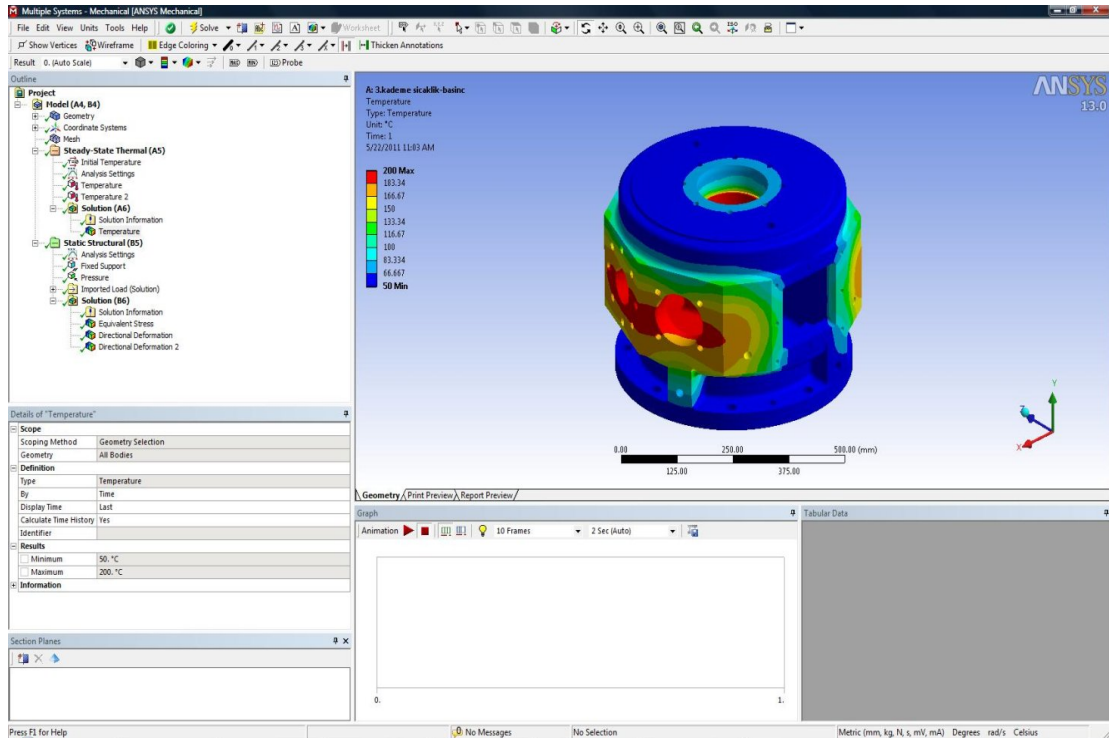 Multiple Systems - Mechanical [ANSYS Mechanical]
File Edit View Units Tools Help Solve Worksheet
Show Vertices Wireframe Edge Coloring Thicken Annotations
Result 0. (Auto Scale) Probe
Outline
Project
Model (A4, B4)
Geometry
Coordinate Systems
Mesh
Steady-State Thermal (A5)
Initial Temperature
Analysis Settings
Temperature
Temperature 2
Solution (A6)
Solution Information
Temperature
Static Structural (B5)
Analysis Settings
Fixed Support
Pressure
Imported Load (Solution)
Solution (B6)
Solution Information
Equivalent Stress
Directional Deformation
Directional Deformation 2
A: 3.kademe sicaklik-basinc
Temperature
Type: Temperature
Unit: °C
Time: 1
5/22/2011 11:03 AM
200 Max
183.34
166.67
150
133.34
116.67
100
83.334
66.667
50 Min
ANSYS
13.0
Y
Z
X
0.00 250.00 500.00 (mm)
125.00 375.00
Geometry Print Preview Report Preview
Details of "Temperature"
Scope
Scoping Method Geometry Selection
Geometry All Bodies
Definition
Type Temperature
By Time
Display Time Last
Calculate Time History Yes
Identifier
Results
Minimum 50. °C
Maximum 200. °C
Information
Section Planes
Graph
Animation 10 Frames 2 Sec (Auto)
0. 1.
Tabular Data
Press F1 for Help No Messages No Selection Metric (mm, kg, N, s, mV, mA) Degrees rad/s Celsius